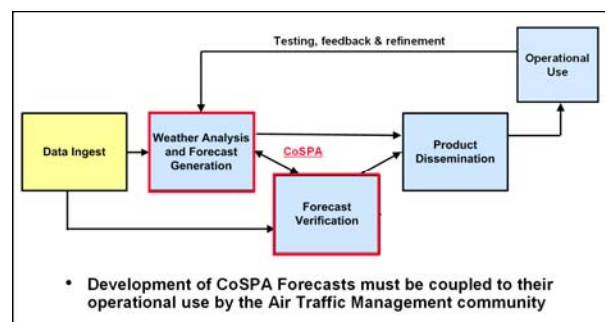 Testing, feedback & refinement
Operational
Use
Data Ingest
Weather Analysis
and Forecast
Generation
CoSPA
Product
Dissemination
Forecast
Verification
• Development of CoSPA Forecasts must be coupled to their
operational use by the Air Traffic Management community